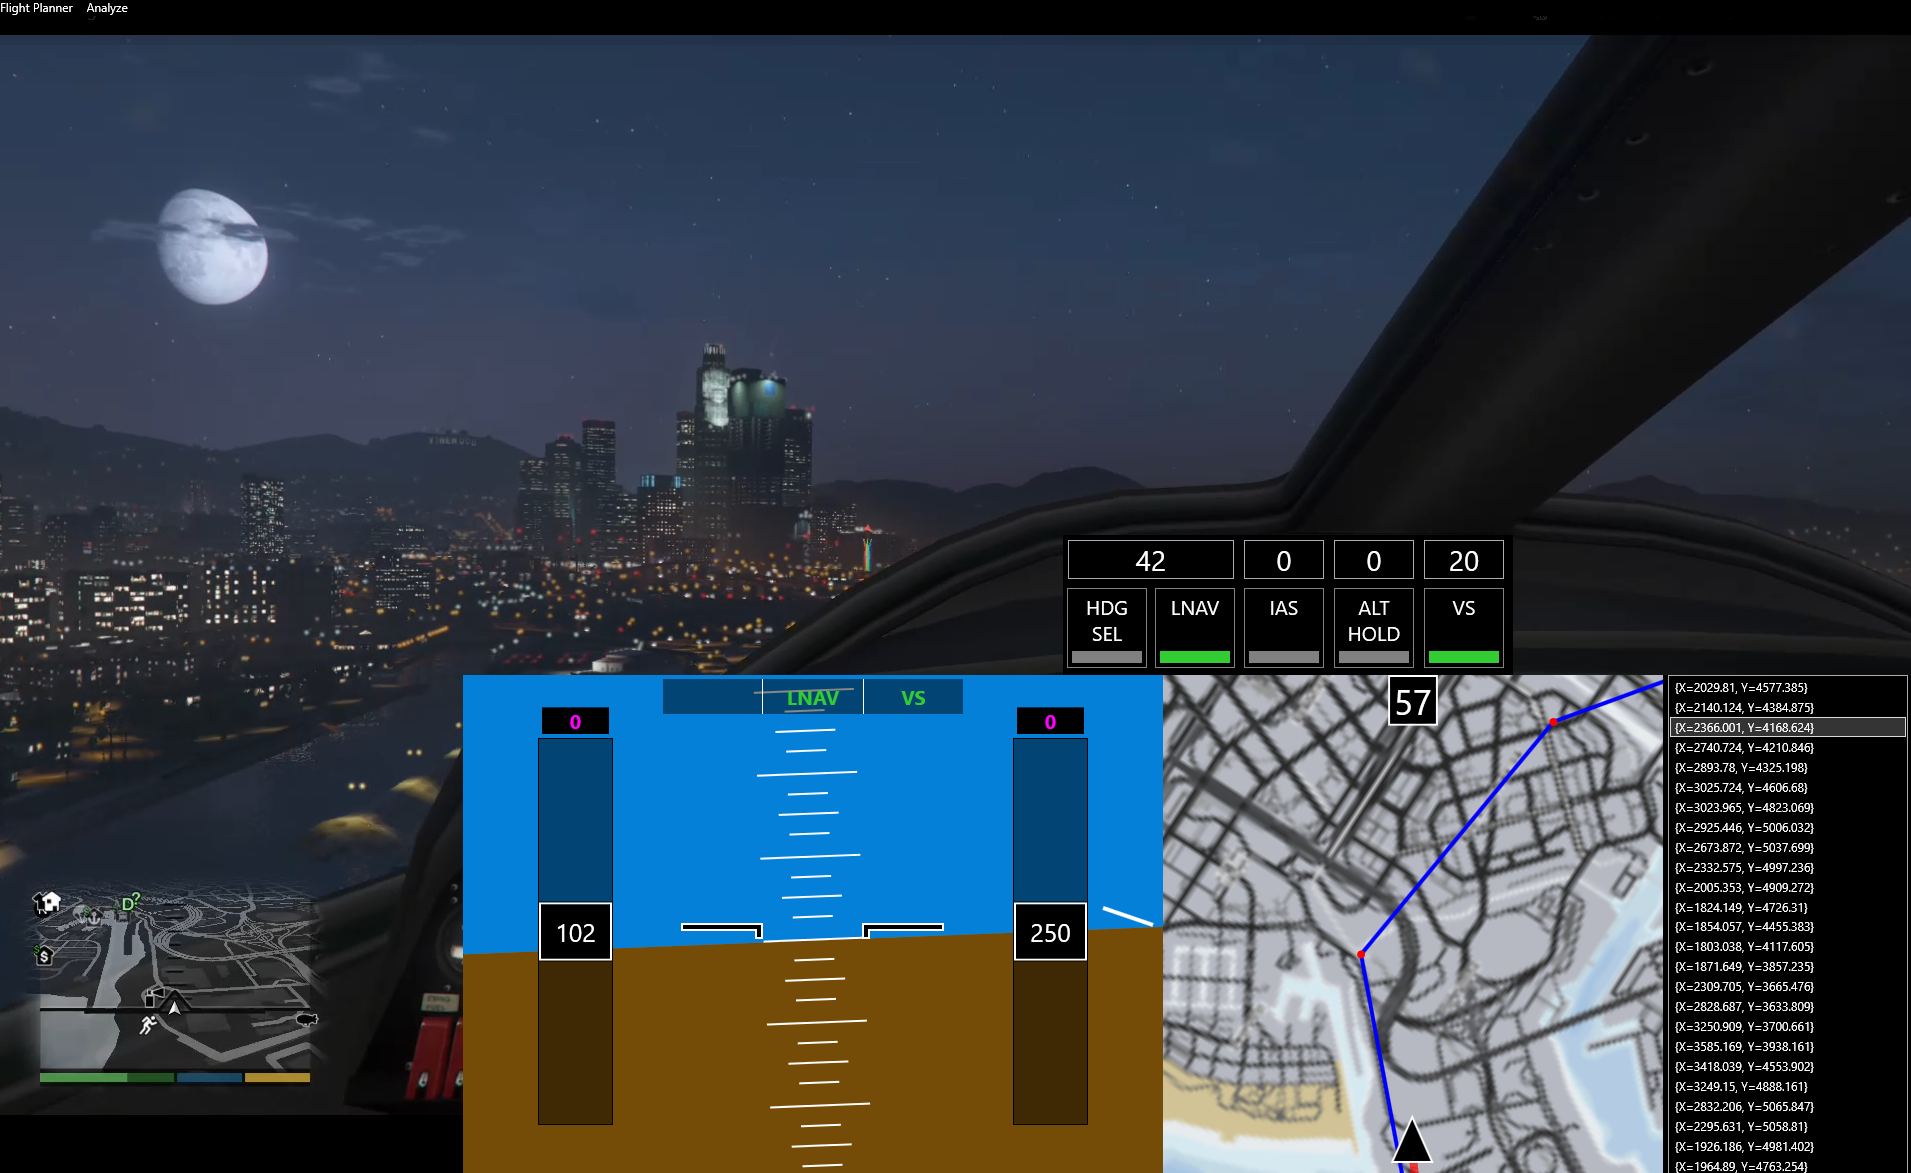 Flight Planner Analyze
VINEWOOD
42 0 0 20
HDG SEL LNAV IAS ALT HOLD VS
LNAV VS
0 0
102 250
57
D?
$
{X=2029.81, Y=4577.385}
{X=2140.124, Y=4384.875}
{X=2366.001, Y=4168.624}
{X=2740.724, Y=4210.846}
{X=2893.78, Y=4325.198}
{X=3025.724, Y=4606.68}
{X=3023.965, Y=4823.069}
{X=2925.446, Y=5006.032}
{X=2673.872, Y=5037.699}
{X=2332.575, Y=4997.236}
{X=2005.353, Y=4909.272}
{X=1824.149, Y=4726.31}
{X=1854.057, Y=4455.383}
{X=1803.038, Y=4117.605}
{X=1871.649, Y=3857.235}
{X=2309.705, Y=3665.476}
{X=2828.687, Y=3633.809}
{X=3250.909, Y=3700.661}
{X=3585.169, Y=3938.161}
{X=3418.039, Y=4553.902}
{X=3249.15, Y=4888.161}
{X=2832.206, Y=5065.847}
{X=2295.631, Y=5058.81}
{X=1926.186, Y=4981.402}
{X=1964.89, Y=4763.254}